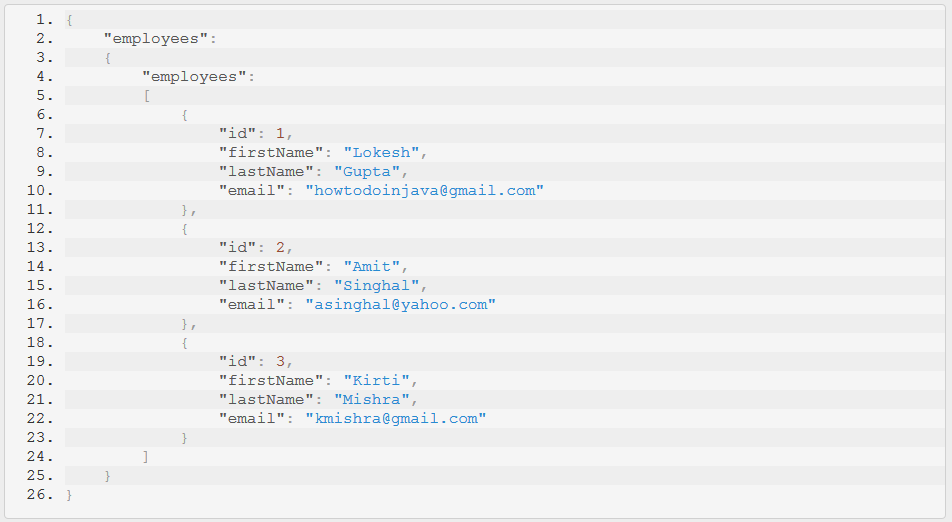 1. {
2.     "employees":
3.     {
4.         "employees":
5.         [
6.             {
7.                 "id": 1,
8.                 "firstName": "Lokesh",
9.                 "lastName": "Gupta",
10.                 "email": "howtodoinjava@gmail.com"
11.             },
12.             {
13.                 "id": 2,
14.                 "firstName": "Amit",
15.                 "lastName": "Singhal",
16.                 "email": "asinghal@yahoo.com"
17.             },
18.             {
19.                 "id": 3,
20.                 "firstName": "Kirti",
21.                 "lastName": "Mishra",
22.                 "email": "kmishra@gmail.com"
23.             }
24.         ]
25.     }
26. }